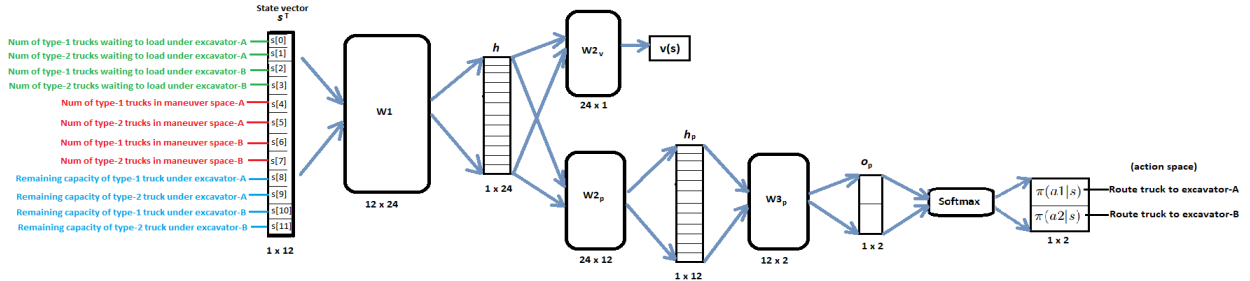 State vector
s^T
Num of type-1 trucks waiting to load under excavator-A
s[0]
Num of type-2 trucks waiting to load under excavator-A
s[1]
Num of type-1 trucks waiting to load under excavator-B
s[2]
Num of type-2 trucks waiting to load under excavator-B
s[3]
Num of type-1 trucks in maneuver space-A
s[4]
Num of type-2 trucks in maneuver space-A
s[5]
Num of type-1 trucks in maneuver space-B
s[6]
Num of type-2 trucks in maneuver space-B
s[7]
Remaining capacity of type-1 truck under excavator-A
s[8]
Remaining capacity of type-2 truck under excavator-A
s[9]
Remaining capacity of type-1 truck under excavator-B
s[10]
Remaining capacity of type-2 truck under excavator-B
s[11]
1 x 12
W1
12 x 24
h
1 x 24
W2v
24 x 1
v(s)
W2p
24 x 12
hp
1 x 12
W3p
12 x 2
op
1 x 2
Softmax
π(a1|s)
π(a2|s)
1 x 2
(action space)
Route truck to excavator-A
Route truck to excavator-B